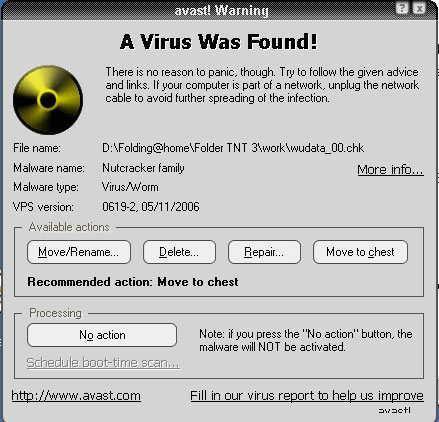 avast! Warning
? x
A Virus Was Found!
There is no reason to panic, though. Try to follow the given advice
and links. If your computer is part of a network, unplug the network
cable to avoid further spreading of the infection.
File name: D:\Folding@home\Folder TNT 3\work\wudata_00.chk
Malware name: Nutcracker family
More info...
Malware type: Virus/Worm
VPS version: 0619-2, 05/11/2006
Available actions
Move/Rename... Delete... Repair... Move to chest
Recommended action: Move to chest
Processing
No action
Note: if you press the "No action" button, the
malware will NOT be activated.
Schedule boot-time scan...
http://www.avast.com Fill in our virus report to help us improve
avast!